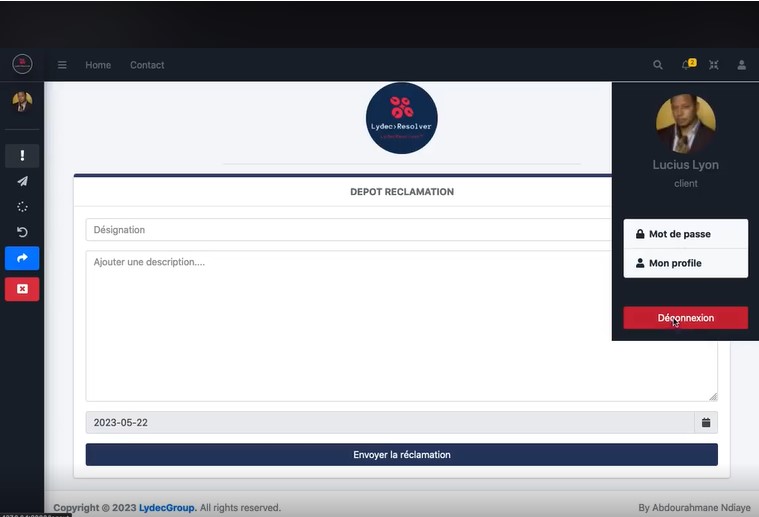 Home
Contact
2
Lydec>Resolver
Lucius Lyon
client
DEPOT RECLAMATION
Mot de passe
Désignation
Mon profile
Ajouter une description....
Déconnexion
2023-05-22
Envoyer la réclamation
Copyright © 2023 LydecGroup. All rights reserved.
By Abdourahmane Ndiaye